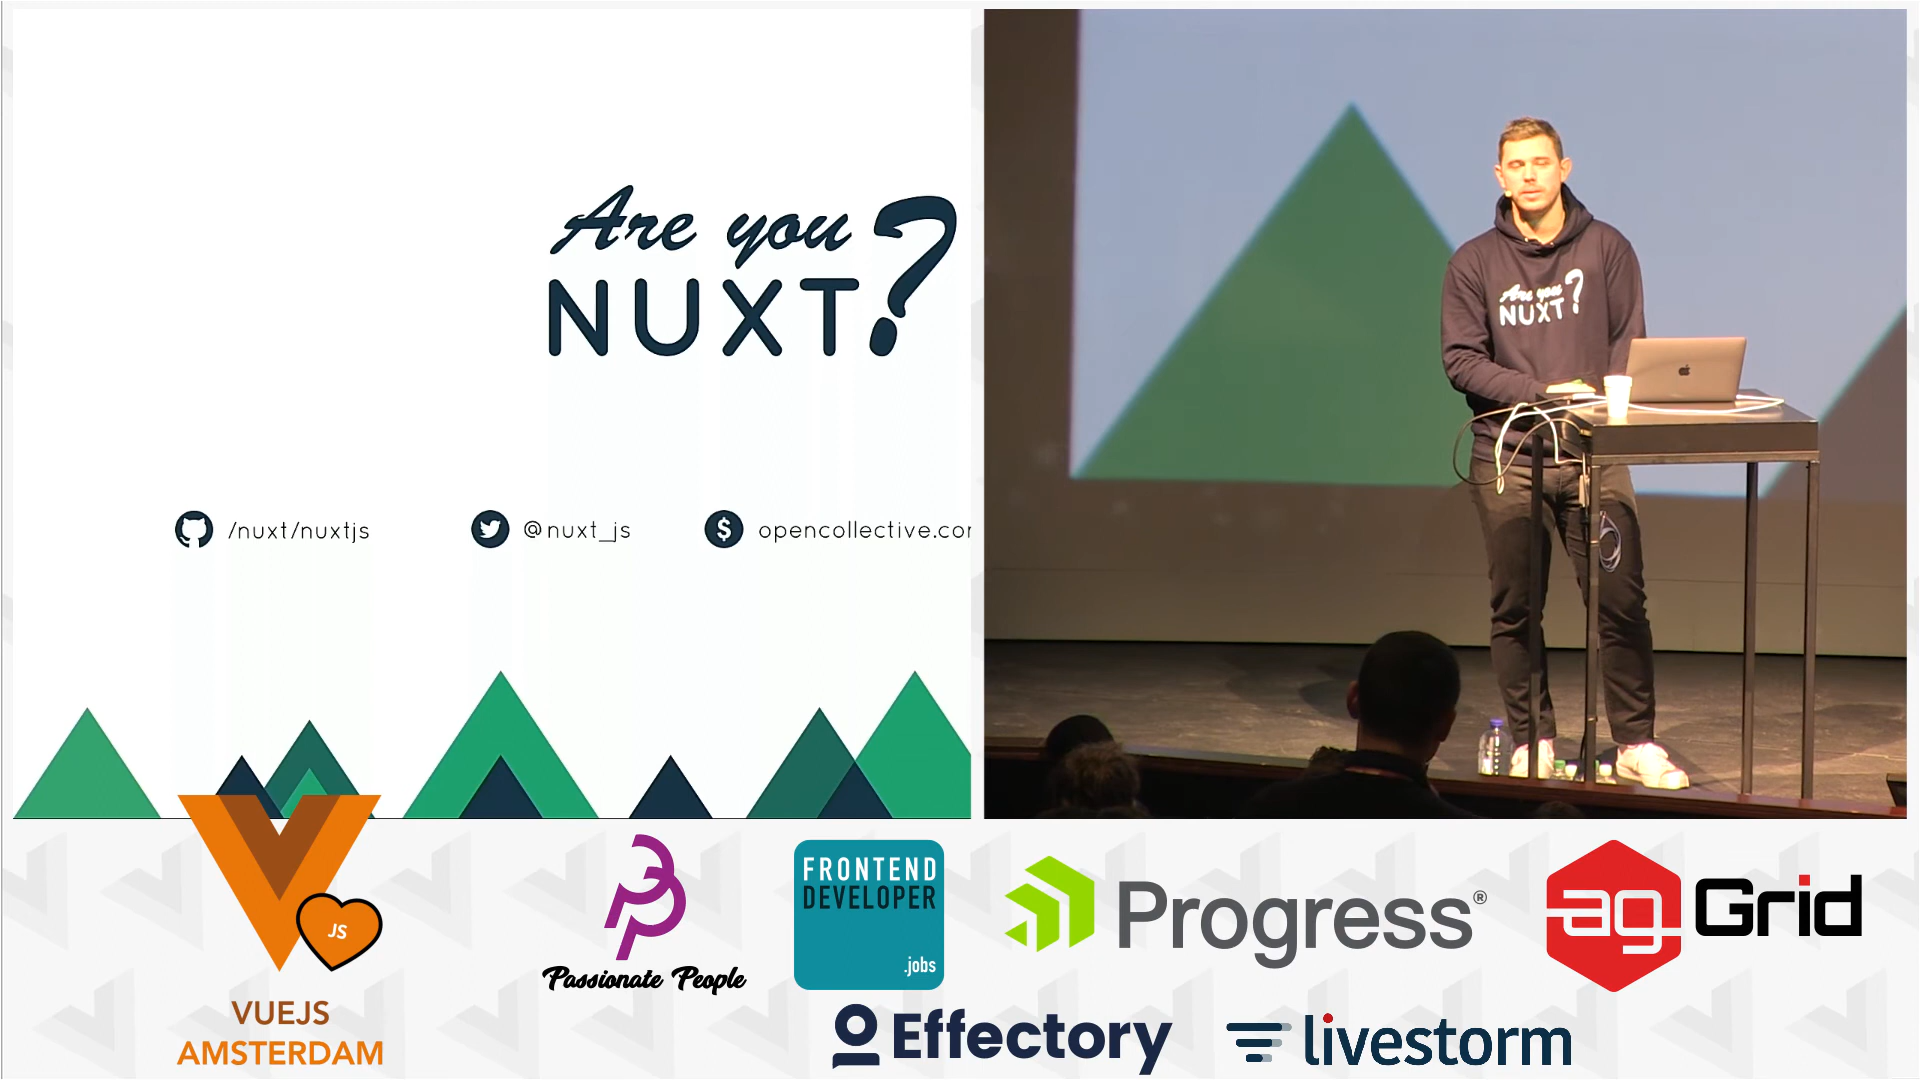 Are you
NUXT?
/nuxt/nuxtjs
@nuxt_js
$
opencollective.co
Are you
NUXT?
JS
VUEJS
AMSTERDAM
Passionate People
FRONTEND
DEVELOPER
.jobs
Progress®
ag Grid
Effectory
livestorm